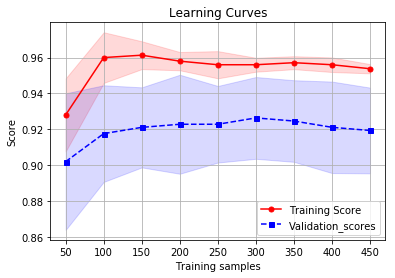 Learning Curves
Score
0.96
0.94
0.92
0.90
0.88
0.86
Training Score
Validation_scores
50 100 150 200 250 300 350 400 450
Training samples